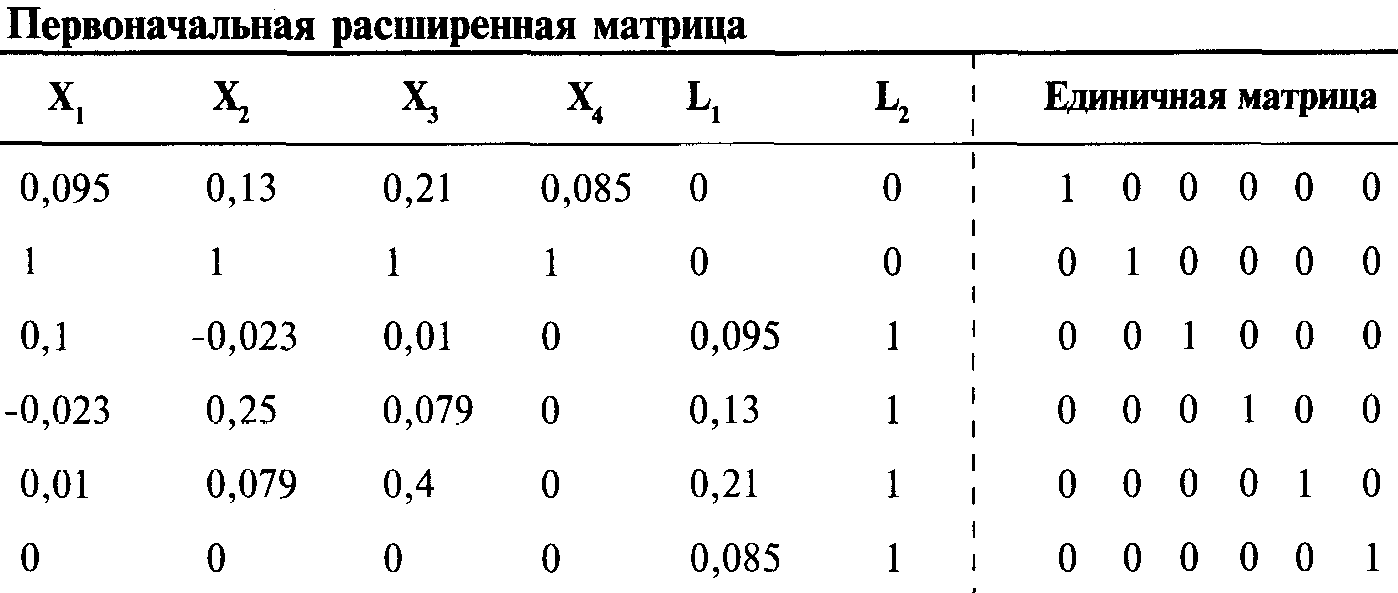 Первоначальная расширенная матрица
X₁ X₂ X₃ X₄ L₁ L₂ Единичная матрица
0,095 0,13 0,21 0,085 0 0 1 0 0 0 0 0
1 1 1 1 0 0 0 1 0 0 0 0
0,1 -0,023 0,01 0 0,095 1 0 0 1 0 0 0
-0,023 0,25 0,079 0 0,13 1 0 0 0 1 0 0
0,01 0,079 0,4 0 0,21 1 0 0 0 0 1 0
0 0 0 0 0,085 1 0 0 0 0 0 1